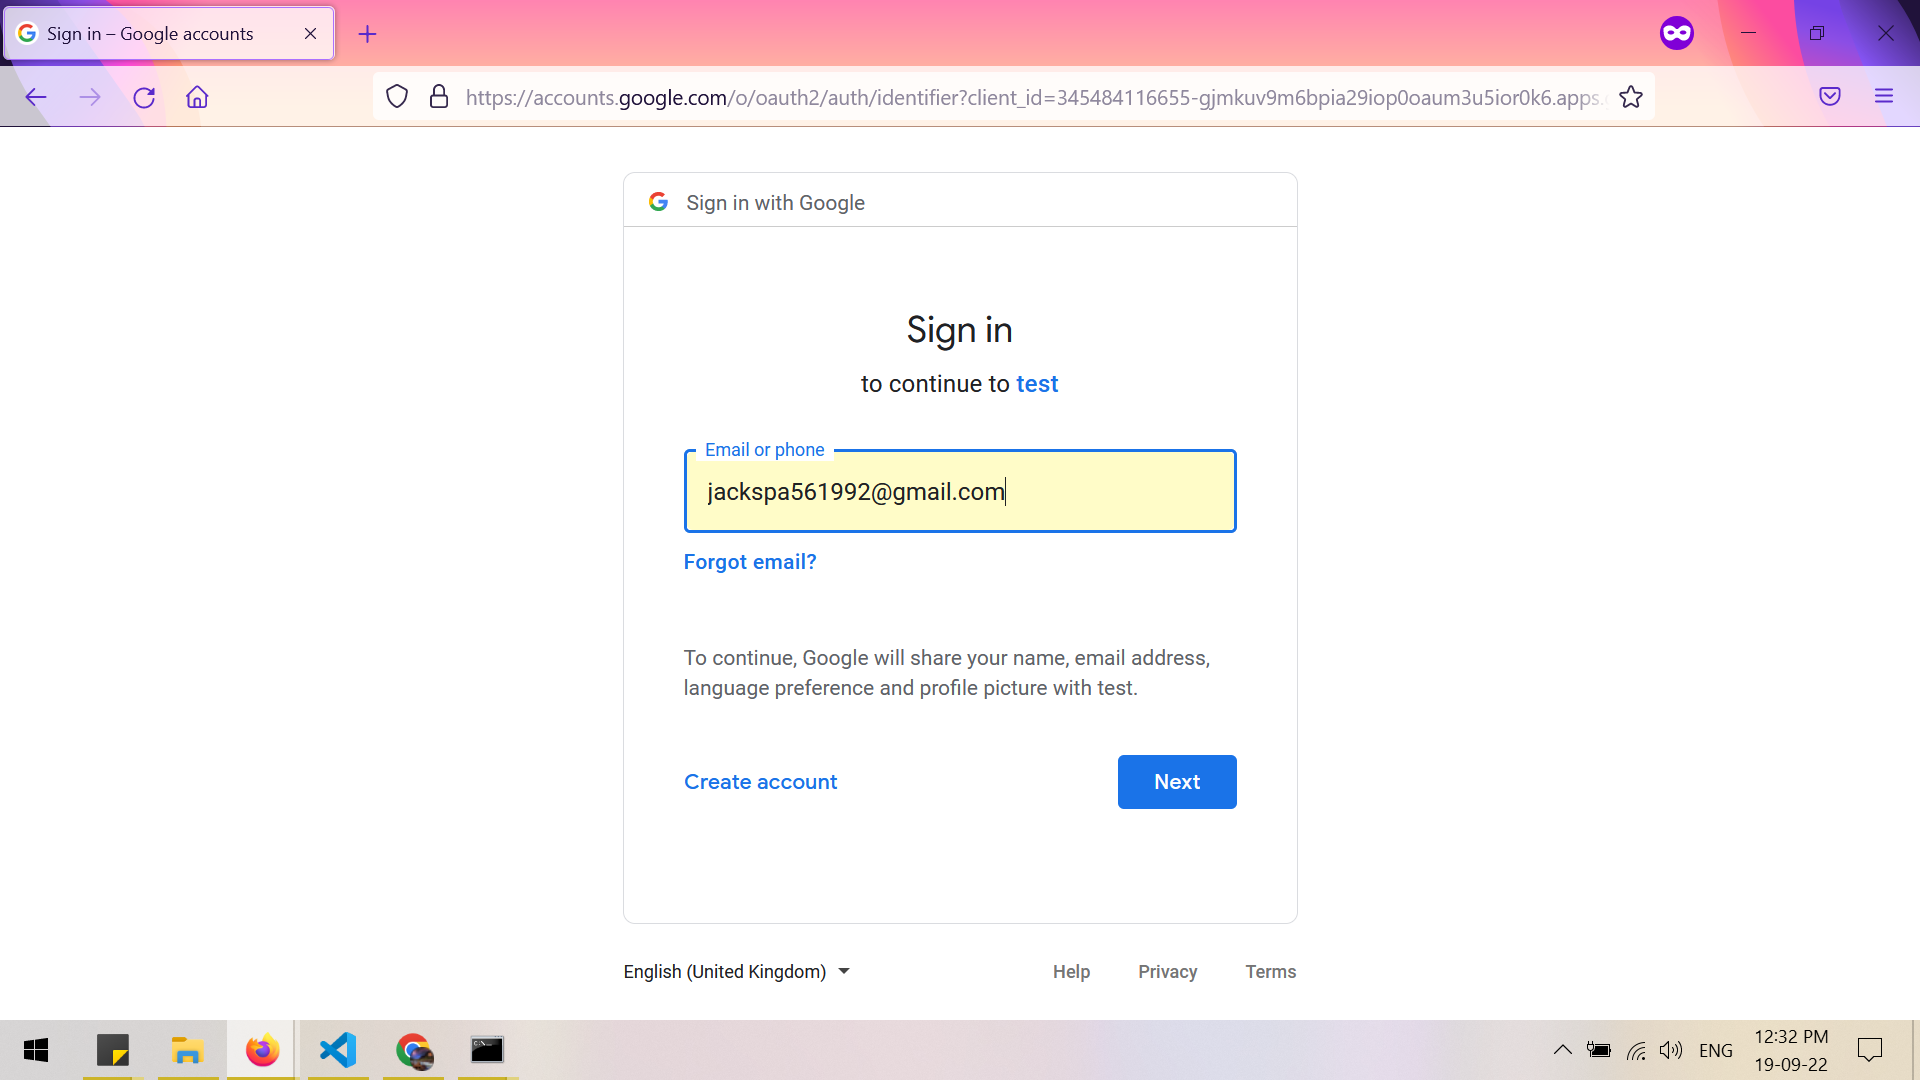 Sign in – Google accounts
https://accounts.google.com/o/oauth2/auth/identifier?client_id=345484116655-gjmkuv9m6bpia29iop0oaum3u5ior0k6.apps.
Sign in with Google
Sign in
to continue to test
Email or phone
jackspa561992@gmail.com
Forgot email?
To continue, Google will share your name, email address,
language preference and profile picture with test.
Create account
Next
English (United Kingdom)
Help
Privacy
Terms
ENG
12:32 PM
19-09-22